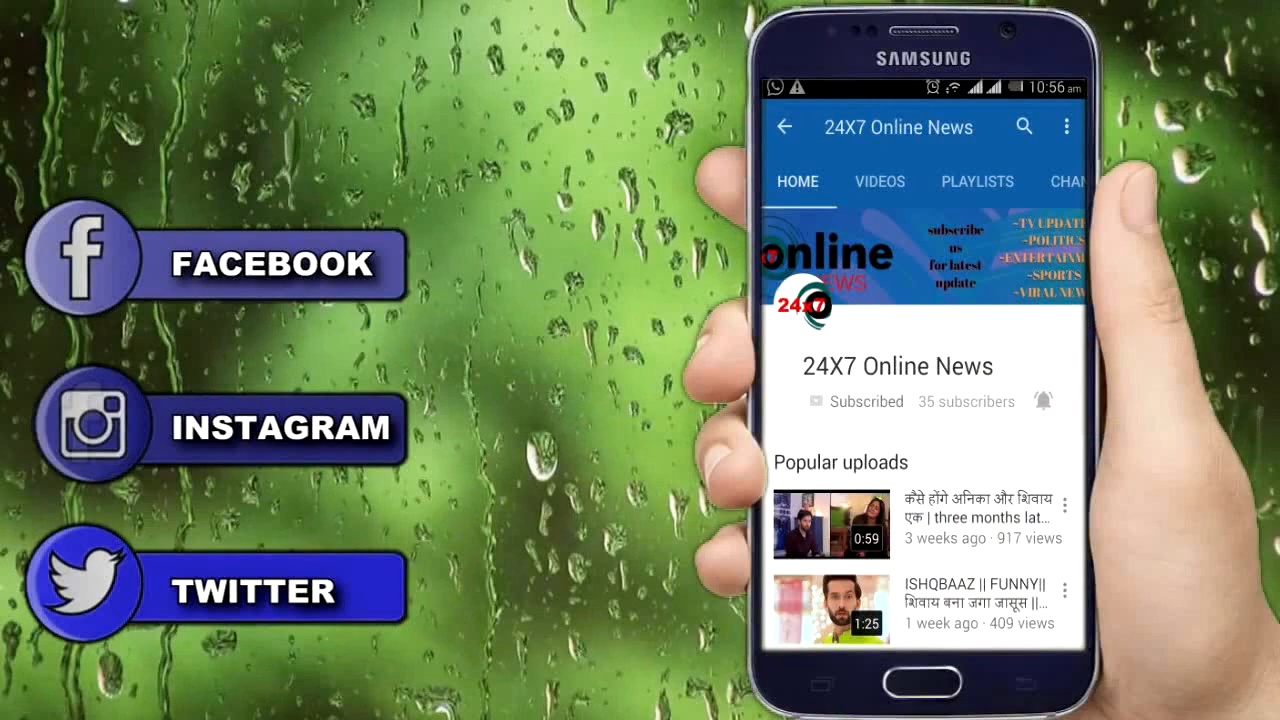 FACEBOOK
INSTAGRAM
TWITTER
SAMSUNG
10:56 am
24X7 Online News
HOME VIDEOS PLAYLISTS CHAN
online
NEWS
subscribe
us
for latest
update
~TV UPDATE
~POLITICS
~ENTERTAINM
~SPORTS
~VIRAL NEW
24x7
24X7 Online News
Subscribed 35 subscribers
Popular uploads
कैसे होंगे अनिका और शिवाय
एक | three months lat...
3 weeks ago · 917 views
0:59
ISHQBAAZ || FUNNY||
शिवाय बना जगा जासूस ||...
1 week ago · 409 views
1:25